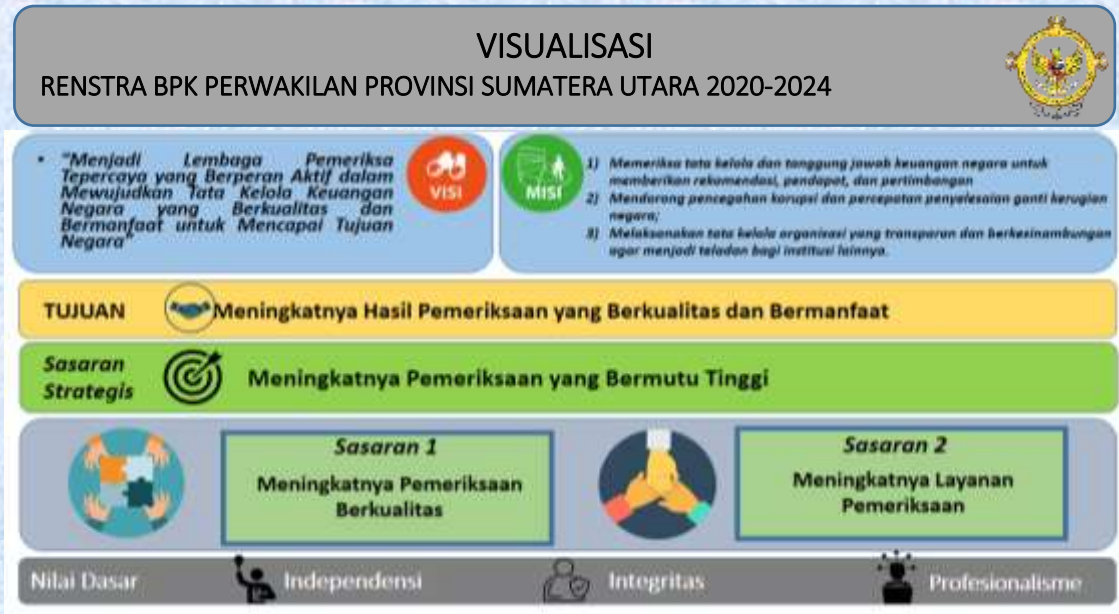 VISUALISASI
RENSTRA BPK PERWAKILAN PROVINSI SUMATERA UTARA 2020-2024
• "Menjadi Lembaga Pemeriksa
Tepercaya yang Berperan Aktif dalam
Mewujudkan Tata Kelola Keuangan
Negara yang Berkualitas dan
Bermanfaat untuk Mencapai Tujuan
Negara"
VISI
MISI
1) Memeriksa tata kelola dan tanggung jawab keuangan negara untuk
memberikan rekomendasi, pendapat, dan pertimbangan
2) Mendorong pencegahan korupsi dan percepatan penyelesaian ganti kerugian
negara;
3) Melaksanakan tata kelola organisasi yang transparan dan berkesinambungan
agar menjadi teladan bagi institusi lainnya.
TUJUAN Meningkatnya Hasil Pemeriksaan yang Berkualitas dan Bermanfaat
Sasaran
Strategis
Meningkatnya Pemeriksaan yang Bermutu Tinggi
Sasaran 1
Meningkatnya Pemeriksaan
Berkualitas
Sasaran 2
Meningkatnya Layanan
Pemeriksaan
Nilai Dasar Independensi Integritas Profesionalisme